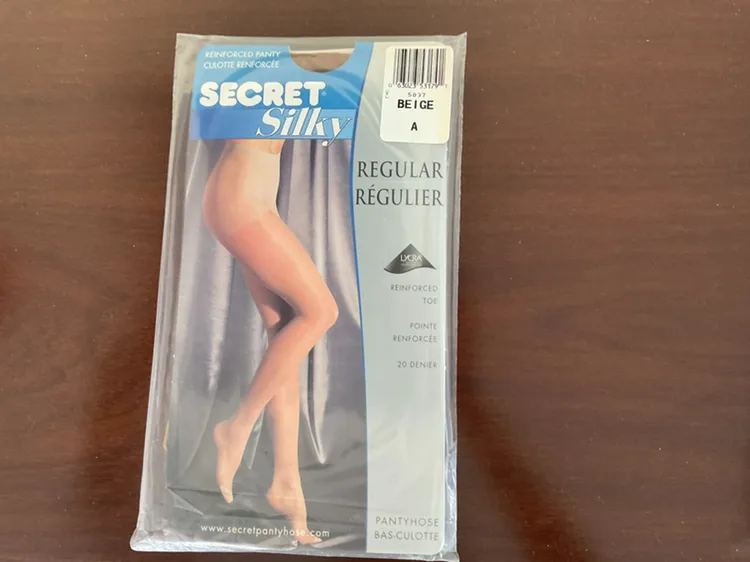 REINFORCED PANTY
CULOTTE RENFORCÉE
SECRET
Silky
5037
BEIGE
A
REGULAR
RÉGULIER
LYCRA
REINFORCED
TOE
POINTE
RENFORCÉE
20 DENIER
www.secretpantyhose.com
PANTYHOSE
BAS-CULOTTE